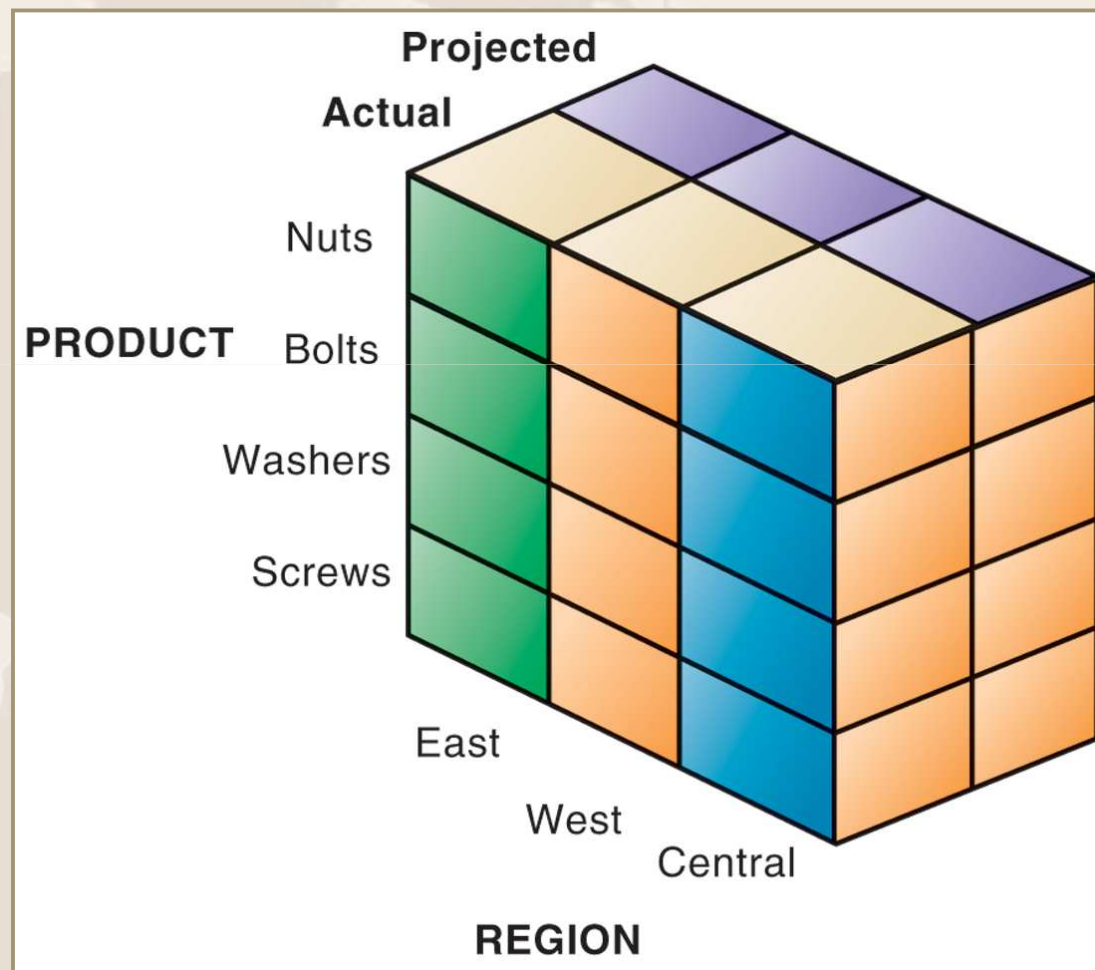 Projected
Actual
Nuts
PRODUCT Bolts
Washers
Screws
East
West
Central
REGION